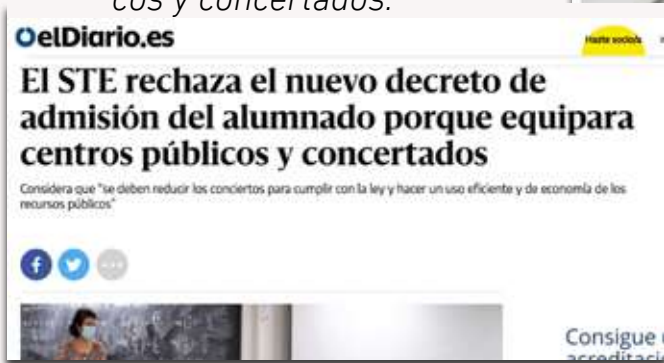 cos y concertados.
elDiario.es
Hazte socio/a
El STE rechaza el nuevo decreto de
admisión del alumnado porque equipara
centros públicos y concertados
Considera que "se deben reducir los conciertos para cumplir con la ley y hacer un uso eficiente y de economía de los
recursos públicos"
Consigue
acreditaci